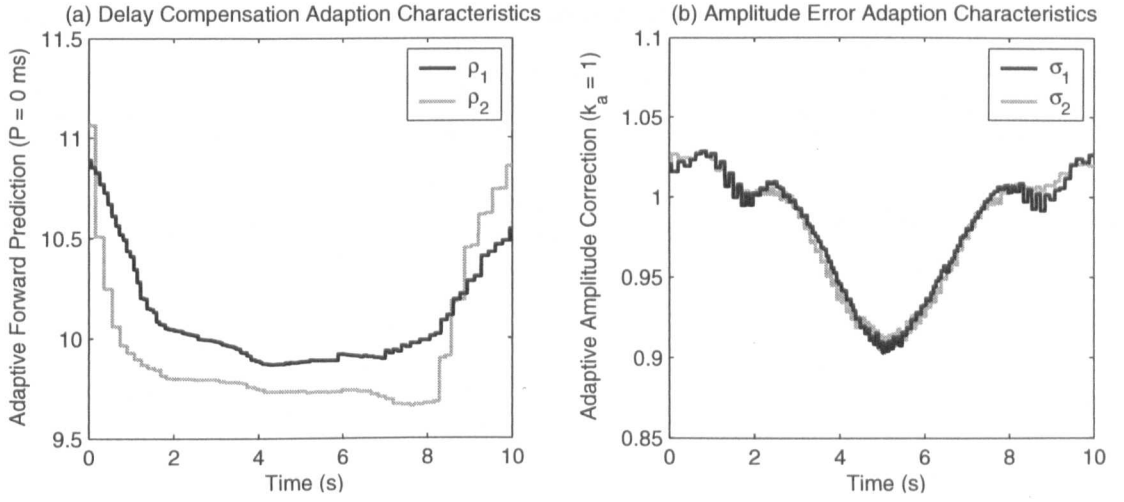 (a) Delay Compensation Adaption Characteristics
Adaptive Forward Prediction (P = 0 ms)
11.5
11
10.5
10
9.5
ρ1
ρ2
0 2 4 6 8 10
Time (s)
(b) Amplitude Error Adaption Characteristics
Adaptive Amplitude Correction (ka = 1)
1.1
1.05
1
0.95
0.9
0.85
σ1
σ2
0 2 4 6 8 10
Time (s)